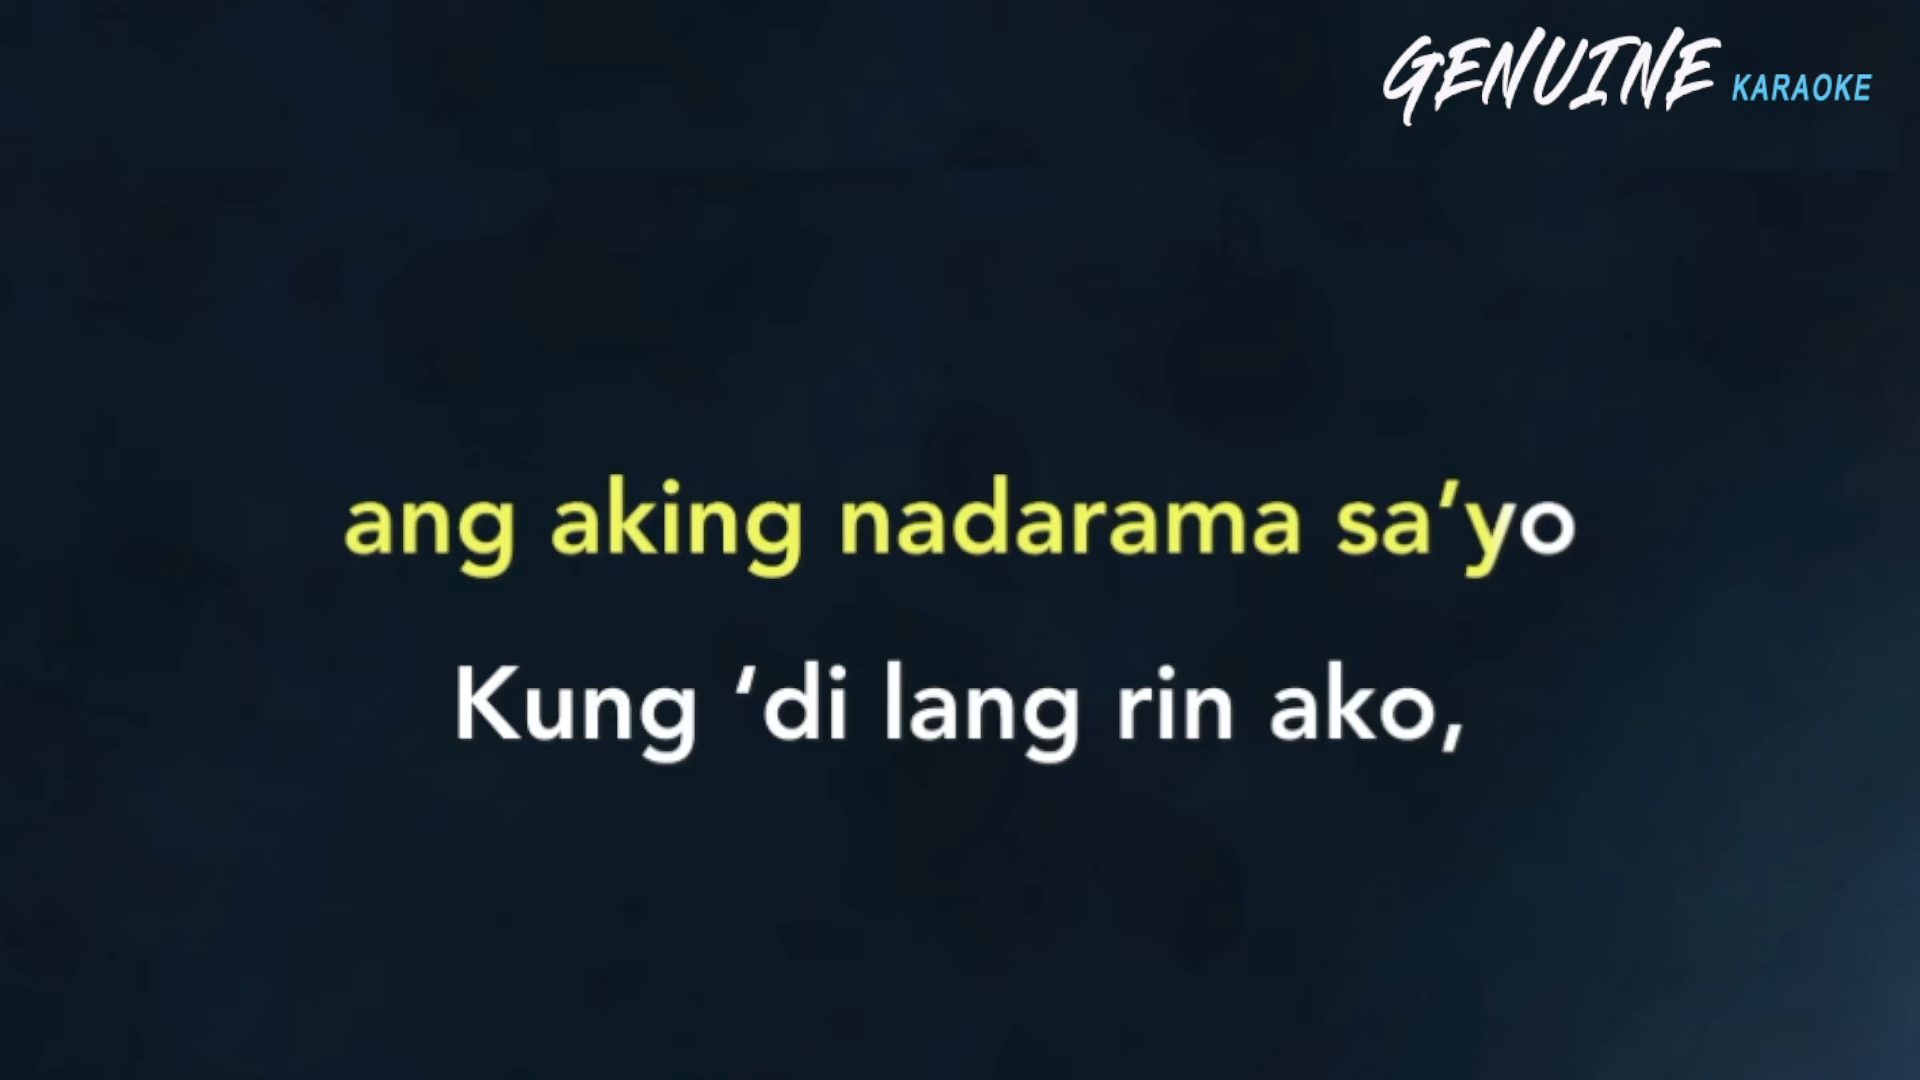 GENUINE KARAOKE
ang aking nadarama sa’yo
Kung ‘di lang rin ako,